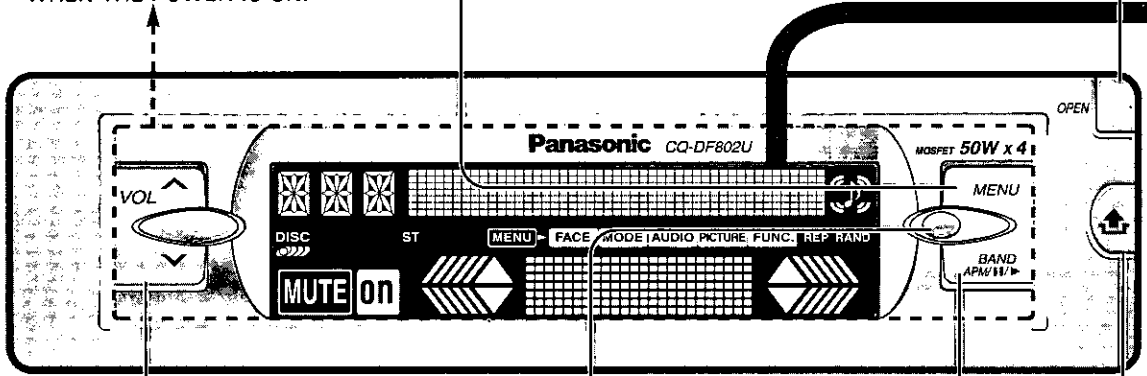 WHEN THE POWER IS ON.
OPEN
Panasonic CQ-DF802U
MOSFET 50W x 4
VOL
MENU
DISC ST MENU FACE MODE AUDIO PICTURE FUNC. REP RAND
MUTE on
BAND
APM/